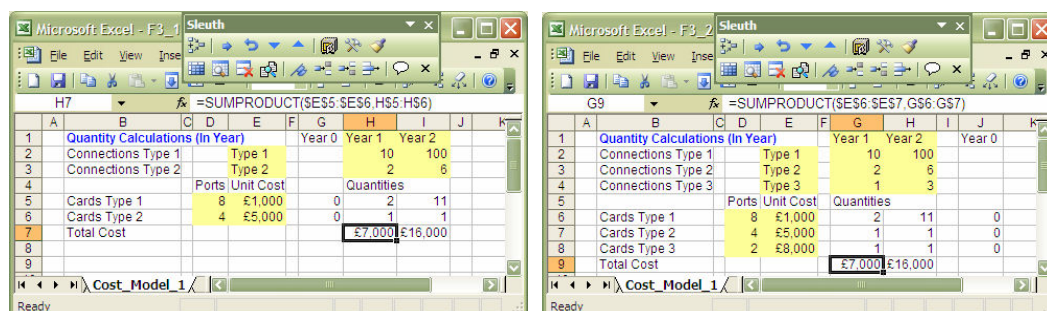 Microsoft Excel - F3_1
Sleuth
File Edit View Inse
H7 fx =SUMPRODUCT($E$5:$E$6,H$5:H$6)
A B C D E F G H I J K
1 Quantity Calculations (In Year) Year 0 Year 1 Year 2
2 Connections Type 1 Type 1 10 100
3 Connections Type 2 Type 2 2 6
4 Ports Unit Cost Quantities
5 Cards Type 1 8 £1,000 0 2 11
6 Cards Type 2 4 £5,000 0 1 1
7 Total Cost £7,000 £16,000
8
9
Cost_Model_1
Ready
Microsoft Excel - F3_2
Sleuth
File Edit View Inse
G9 fx =SUMPRODUCT($E$6:$E$7,G$6:G$7)
A B C D E F G H I J K
1 Quantity Calculations (In Year) Year 1 Year 2 Year 0
2 Connections Type 1 Type 1 10 100
3 Connections Type 2 Type 2 2 6
4 Connections Type 3 Type 3 1 3
5 Ports Unit Cost Quantities
6 Cards Type 1 8 £1,000 2 11 0
7 Cards Type 2 4 £5,000 1 1 0
8 Cards Type 3 2 £8,000 1 1 0
9 Total Cost £7,000 £16,000
Cost_Model_1
Ready